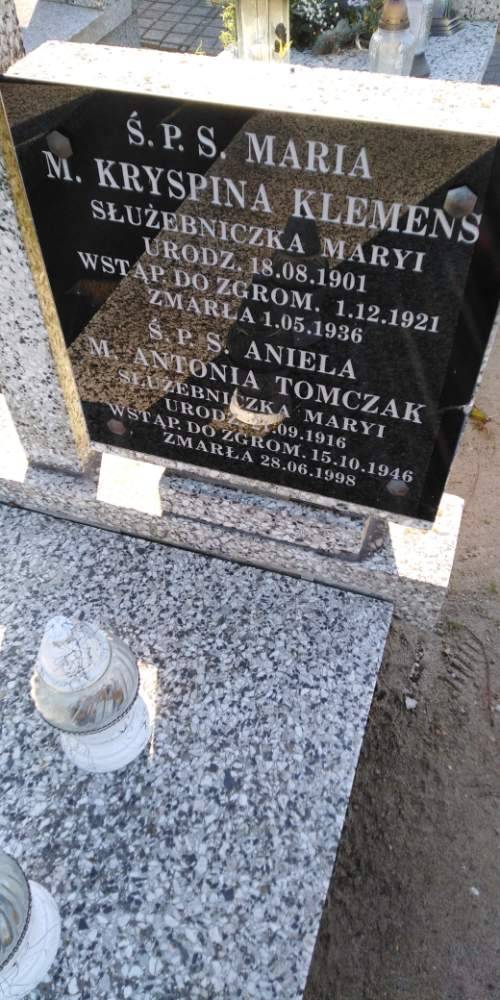 Ś.P. S. MARIA
M. KRYSPINA KLEMENS
SŁUŻEBNICZKA MARYI
URODZ. 18.08.1901
WSTĄP. DO ZGROM. 1.12.1921
ZMARŁA 1.05.1936
Ś.P. S. ANIELA
M. ANTONIA TOMCZAK
SŁUŻEBNICZKA MARYI
URODZ. .09.1916
WSTĄP. DO ZGROM. 15.10.1946
ZMARŁA 28.06.1998